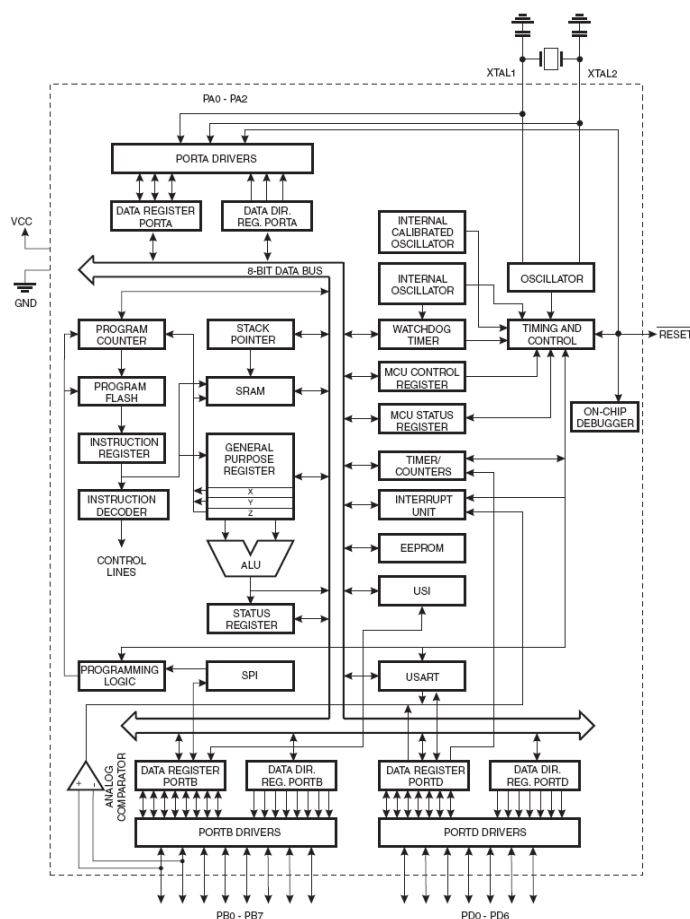 XTAL1
XTAL2
PA0 - PA2
PORTA DRIVERS
DATA REGISTER
PORTA
DATA DIR.
REG. PORTA
VCC
GND
8-BIT DATA BUS
INTERNAL
CALIBRATED
OSCILLATOR
INTERNAL
OSCILLATOR
OSCILLATOR
PROGRAM
COUNTER
STACK
POINTER
WATCHDOG
TIMER
TIMING AND
CONTROL
RESET
PROGRAM
FLASH
SRAM
MCU CONTROL
REGISTER
MCU STATUS
REGISTER
ON-CHIP
DEBUGGER
INSTRUCTION
REGISTER
GENERAL
PURPOSE
REGISTER
X
Y
Z
TIMER/
COUNTERS
INSTRUCTION
DECODER
INTERRUPT
UNIT
CONTROL
LINES
ALU
EEPROM
USI
STATUS
REGISTER
PROGRAMMING
LOGIC
SPI
USART
ANALOG
COMPARATOR
+
-
DATA REGISTER
PORTB
DATA DIR.
REG. PORTB
DATA REGISTER
PORTD
DATA DIR.
REG. PORTD
PORTB DRIVERS
PORTD DRIVERS
PB0 - PB7
PD0 - PD6